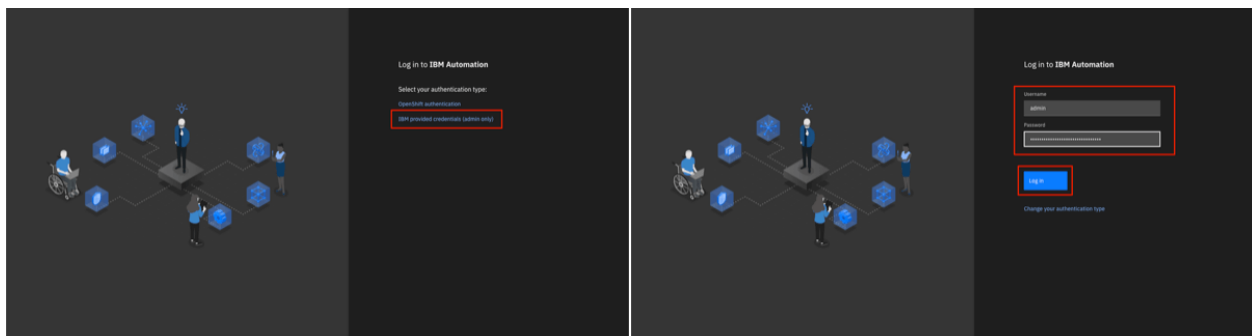 Log in to IBM Automation
Select your authentication type:
OpenShift authentication
IBM provided credentials (admin only)
Log in to IBM Automation
Username
admin
Password
Log in
Change your authentication type